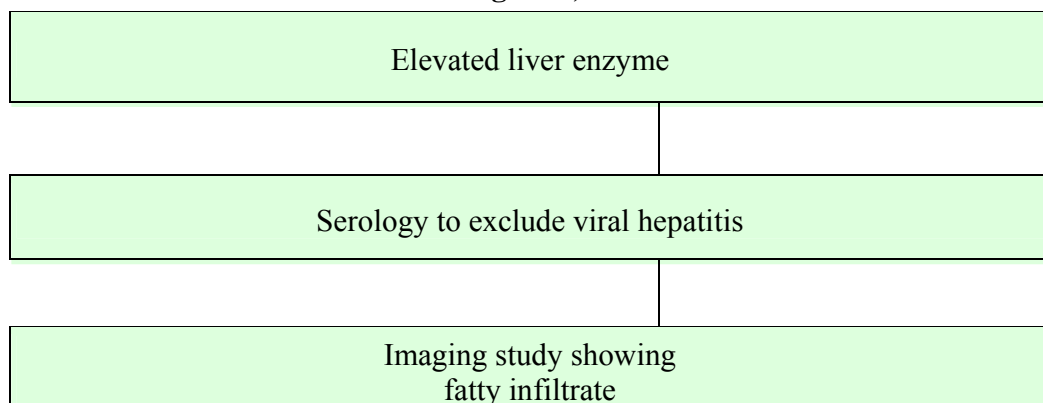 Elevated liver enzyme
Serology to exclude viral hepatitis
Imaging study showing
fatty infiltrate